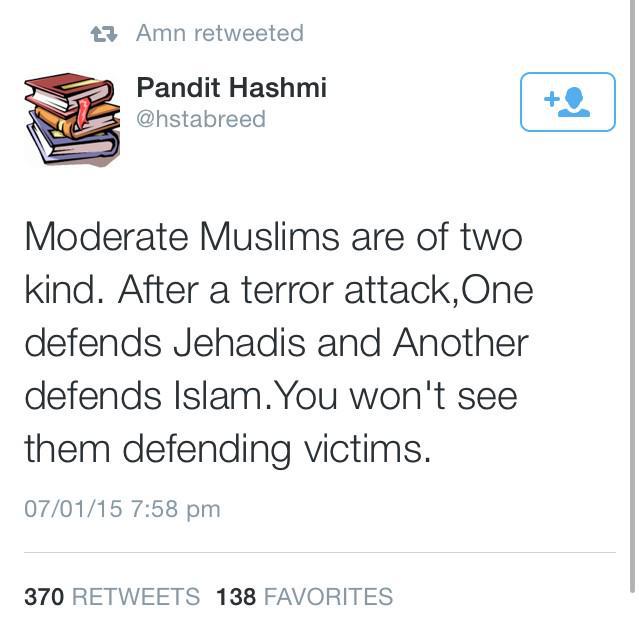 Amn retweeted
Pandit Hashmi
@hstabreed
Moderate Muslims are of two
kind. After a terror attack,One
defends Jehadis and Another
defends Islam.You won't see
them defending victims.
07/01/15 7:58 pm
370 RETWEETS 138 FAVORITES